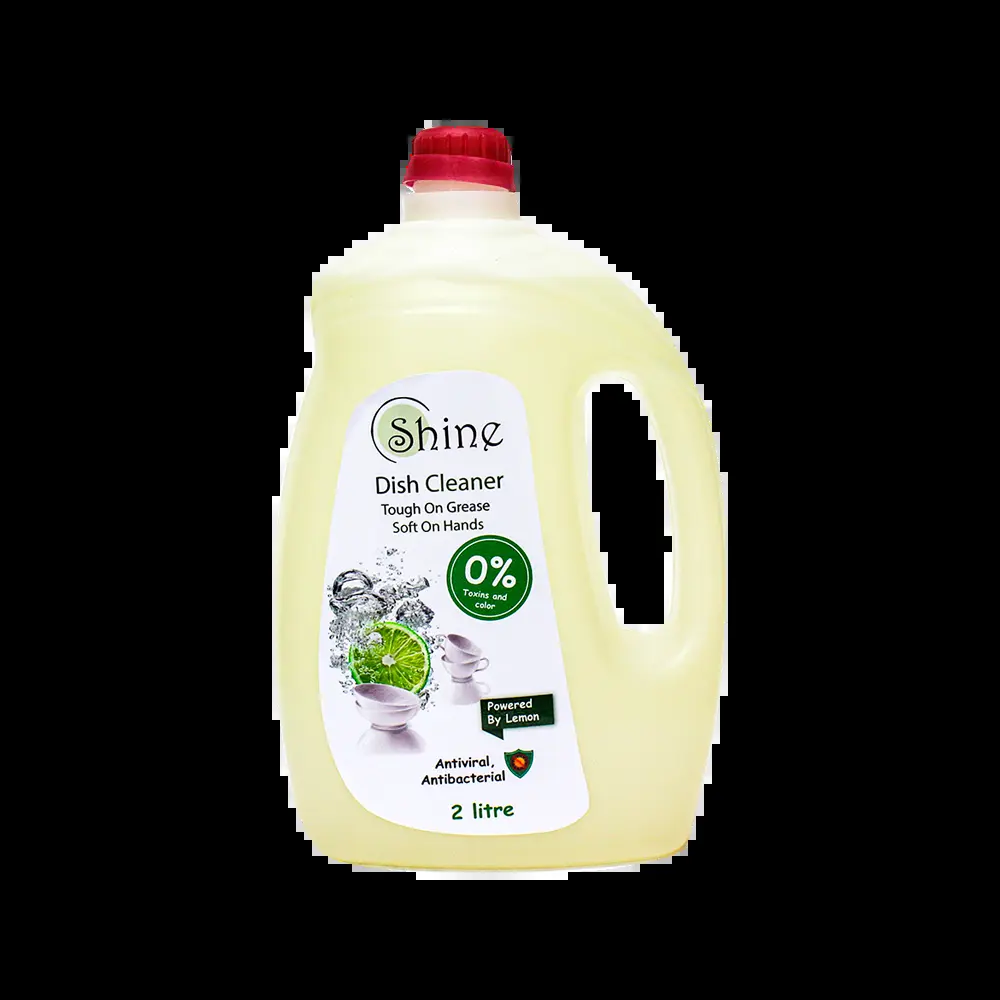 Shine
Dish Cleaner
Tough On Grease
Soft On Hands
0%
Toxins and
color
Powered
By Lemon
Antiviral,
Antibacterial
2 litre